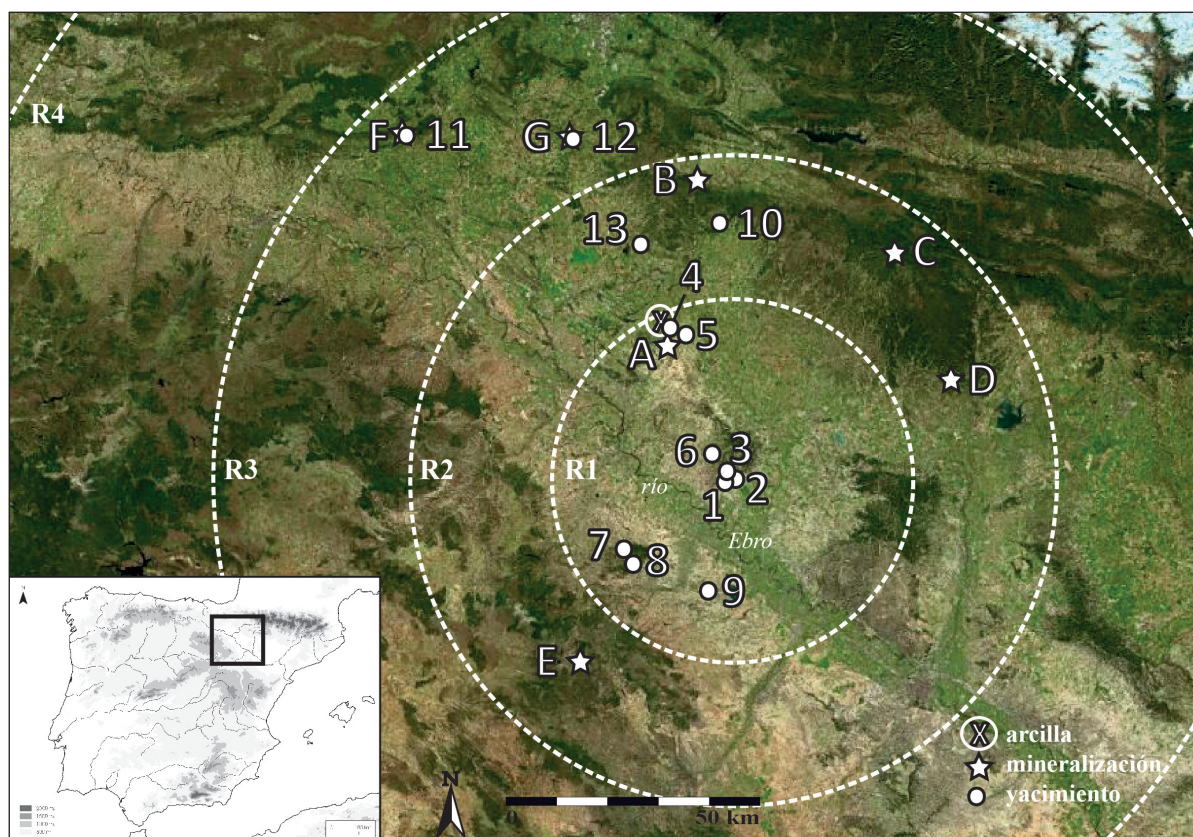 R4
F 11
G 12
B
10
13
C
4
X
5
A
D
6 3
R3
R2
R1
río
1 2
Ebro
7
8
9
E
N
X arcilla
mineralización
yacimiento
N
0 50 km